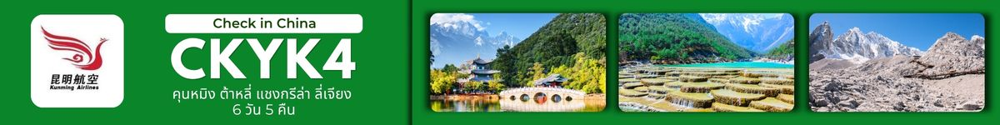 昆明航空
Kunming Airlines
Check in China
CKYK4
คุนหมิง ต้าหลี่ แชงกรีล่า ลี่เจียง
6 วัน 5 คืน